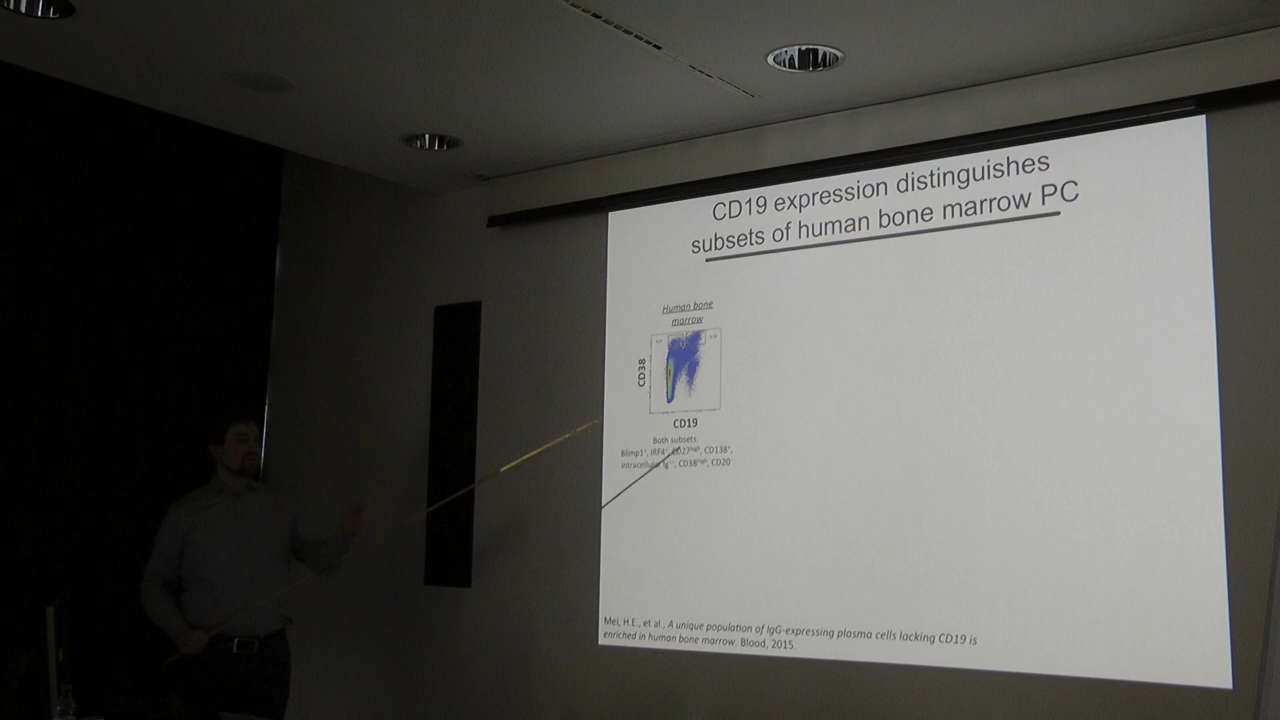 CD19 expression distinguishes
subsets of human bone marrow PC
Human bone
marrow
CD38
CD19
Both subsets:
Blimp1⁺, IRF4⁺, CD27ʰⁱᵍʰ, CD138⁺,
intracellular Ig⁺⁺, CD38ʰⁱᵍʰ, CD20⁻
Mei, H.E., et al., A unique population of IgG-expressing plasma cells lacking CD19 is
enriched in human bone marrow. Blood, 2015.